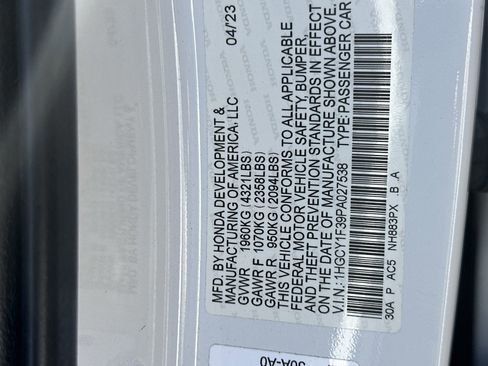 MFD. BY HONDA DEVELOPMENT & 04/23
MANUFACTURING OF AMERICA, LLC
GVWR 1960KG (4321LBS)
GAWR F 1070KG (2358LBS)
GAWR R 950KG (2094LBS)
THIS VEHICLE CONFORMS TO ALL APPLICABLE
FEDERAL MOTOR VEHICLE SAFETY, BUMPER,
AND THEFT PREVENTION STANDARDS IN EFFECT
ON THE DATE OF MANUFACTURE SHOWN ABOVE.
V.I.N.: 1HGCY1F39PA027538 TYPE: PASSENGER CAR
30A P AC5 NH883PX B A
30A-A0